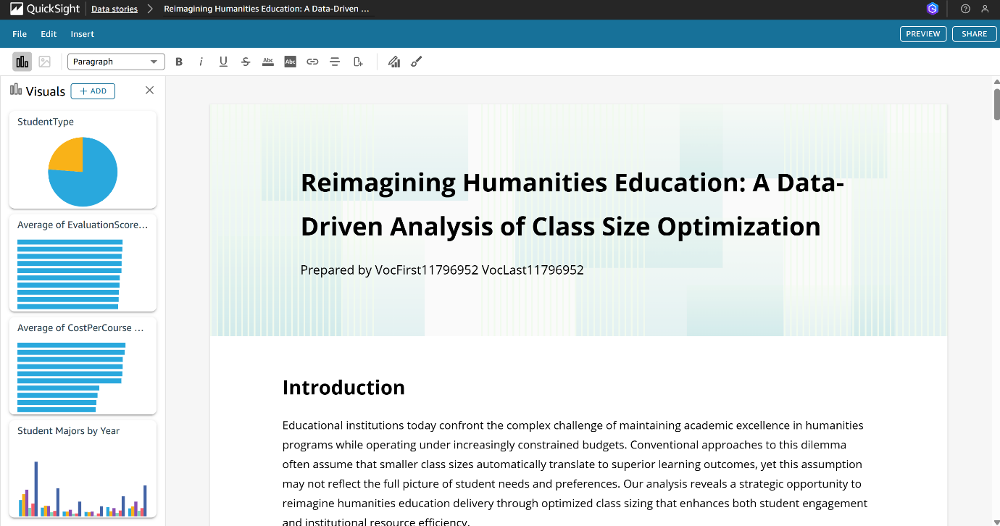 QuickSight
Data stories
Reimagining Humanities Education: A Data-Driven ...
File
Edit
Insert
PREVIEW
SHARE
Paragraph
B
i
U
S
Abc
Abc
Visuals
+ ADD
StudentType
Average of EvaluationScore...
Average of CostPerCourse ...
Student Majors by Year
Reimagining Humanities Education: A Data-
Driven Analysis of Class Size Optimization
Prepared by VocFirst11796952 VocLast11796952
Introduction
Educational institutions today confront the complex challenge of maintaining academic excellence in humanities
programs while operating under increasingly constrained budgets. Conventional approaches to this dilemma
often assume that smaller class sizes automatically translate to superior learning outcomes, yet this assumption
may not reflect the full picture of student needs and preferences. Our analysis reveals a strategic opportunity to
reimagine humanities education delivery through optimized class sizing that enhances both student engagement
and institutional resource efficiency.